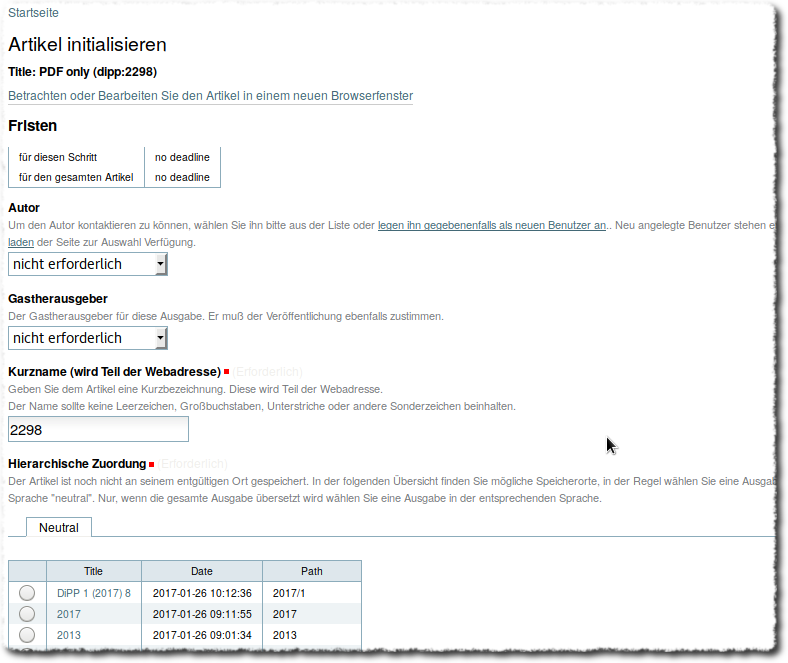 Startseite
Artikel initialisieren
Title: PDF only (dipp:2298)
Betrachten oder Bearbeiten Sie den Artikel in einem neuen Browserfenster
Fristen
für diesen Schritt no deadline
für den gesamten Artikel no deadline
Autor
Um den Autor kontaktieren zu können, wählen Sie ihn bitte aus der Liste oder legen ihn gegebenenfalls als neuen Benutzer an.. Neu angelegte Benutzer stehen
laden der Seite zur Auswahl Verfügung.
nicht erforderlich
Gastherausgeber
Der Gastherausgeber für diese Ausgabe. Er muß der Veröffentlichung ebenfalls zustimmen.
nicht erforderlich
Kurzname (wird Teil der Webadresse) (Erforderlich)
Geben Sie dem Artikel eine Kurzbezeichnung. Diese wird Teil der Webadresse.
Der Name sollte keine Leerzeichen, Großbuchstaben, Unterstriche oder andere Sonderzeichen beinhalten.
2298
Hierarchische Zuordnung (Erforderlich)
Der Artikel ist noch nicht an seinem entgültigen Ort gespeichert. In der folgenden Übersicht finden Sie mögliche Speicherorte, in der Regel wählen Sie eine Ausgab
Sprache "neutral". Nur, wenn die gesamte Ausgabe übersetzt wird wählen Sie eine Ausgabe in der entsprechenden Sprache.
Neutral
Title Date Path
DiPP 1 (2017) 8 2017-01-26 10:12:36 2017/1
2017 2017-01-26 09:11:55 2017
2013 2017-01-26 09:01:34 2013